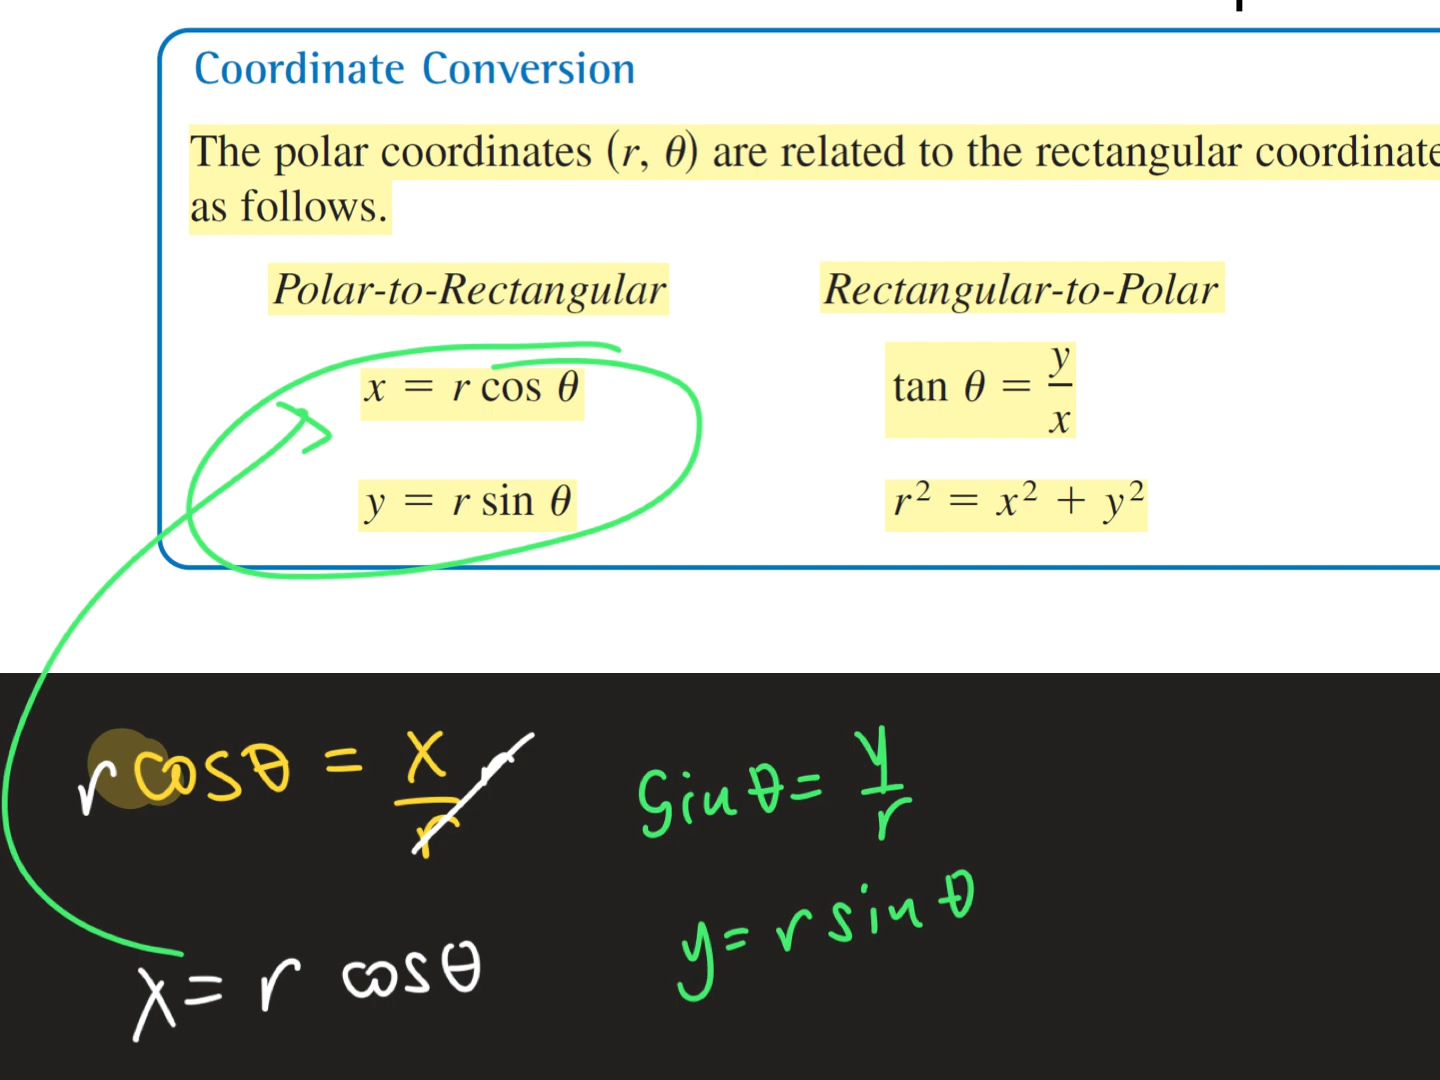 Coordinate Conversion
The polar coordinates (r, θ) are related to the rectangular coordinate
as follows.
Polar-to-Rectangular
x = r cos θ
y = r sin θ
Rectangular-to-Polar
tan θ = y/x
r² = x² + y²
r cosθ = x/r r
x = r cosθ
sinθ = y/r
y = r sinθ